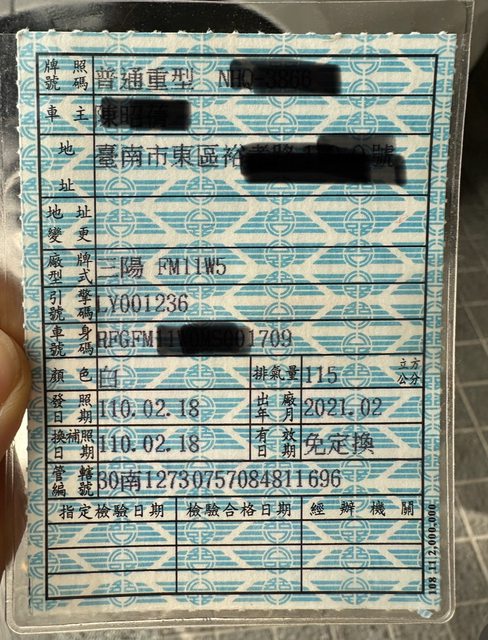 牌照號碼 普通重型
車主
地址 臺南市東區裕 號
地址變更
廠牌型式 三陽 FM11W5
引擎號碼 LY001236
車身號碼 RFGFM11 1709
顏色 白 排氣量 115 立方公分
發照日期 110.02.18 出廠年月 2021.02
換補照日期 110.02.18 有效日期 免定換
管轄編號 30南12730757084811696
指定檢驗日期 檢驗合格日期 經辦機關